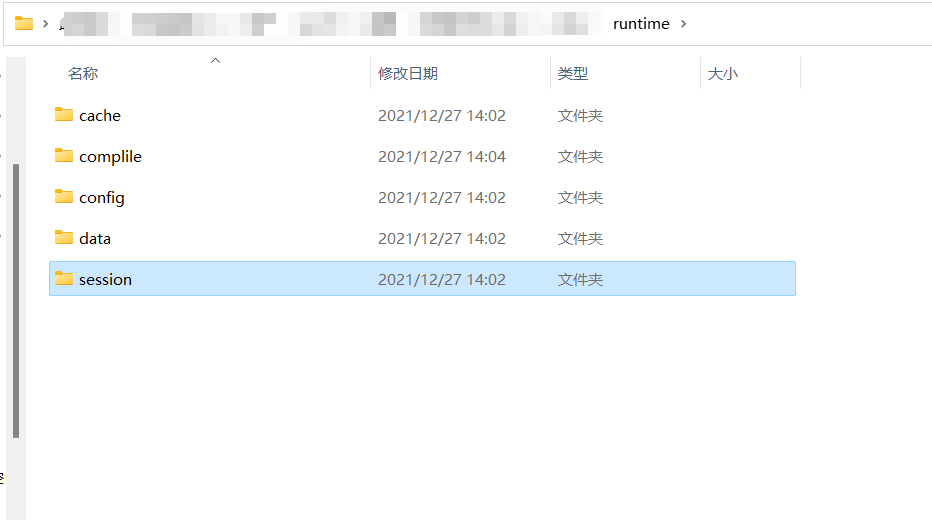 runtime
名称 修改日期 类型 大小
cache 2021/12/27 14:02 文件夹
complile 2021/12/27 14:04 文件夹
config 2021/12/27 14:02 文件夹
data 2021/12/27 14:02 文件夹
session 2021/12/27 14:02 文件夹